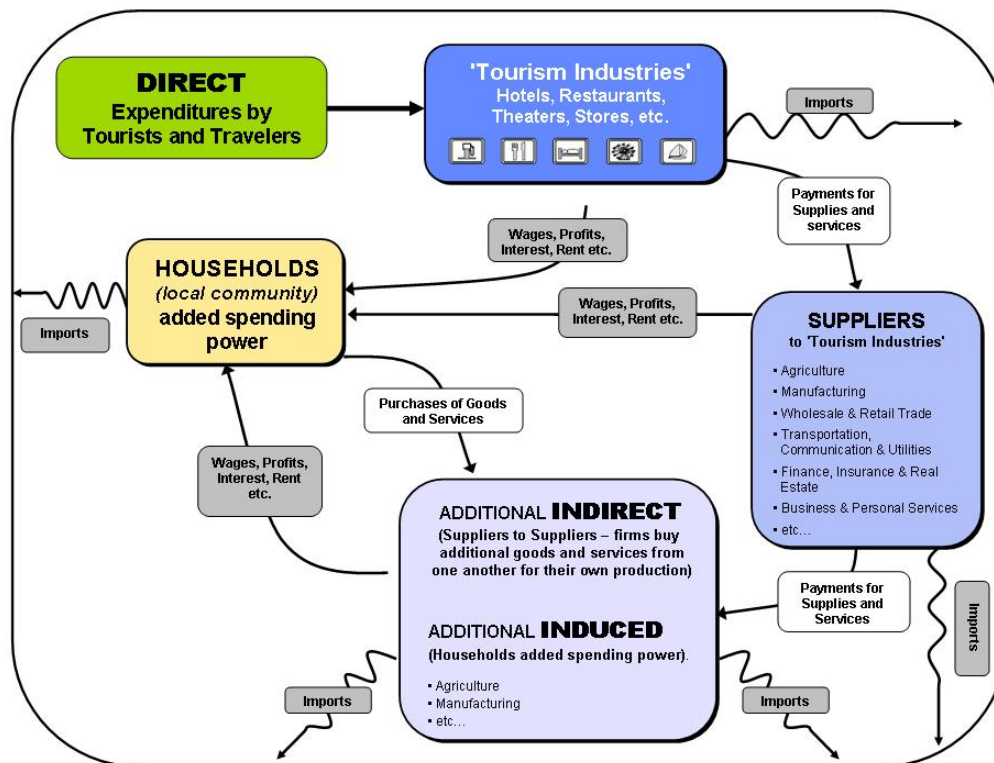 DIRECT
Expenditures by
Tourists and Travelers
'Tourism Industries'
Hotels, Restaurants,
Theaters, Stores, etc.
Imports
Payments for
Supplies and
services
Wages, Profits,
Interest, Rent etc.
HOUSEHOLDS
(local community)
added spending
power
Imports
Wages, Profits,
Interest, Rent etc.
SUPPLIERS
to 'Tourism Industries'
▪ Agriculture
▪ Manufacturing
▪ Wholesale & Retail Trade
▪ Transportation,
Communication & Utilities
▪ Finance, Insurance & Real
Estate
▪ Business & Personal Services
▪ etc...
Purchases of Goods
and Services
Wages, Profits,
Interest, Rent
etc.
ADDITIONAL INDIRECT
(Suppliers to Suppliers – firms buy
additional goods and services from
one another for their own production)
ADDITIONAL INDUCED
(Households added spending power).
▪ Agriculture
▪ Manufacturing
▪ etc...
Payments for
Supplies and
Services
Imports
Imports
Imports